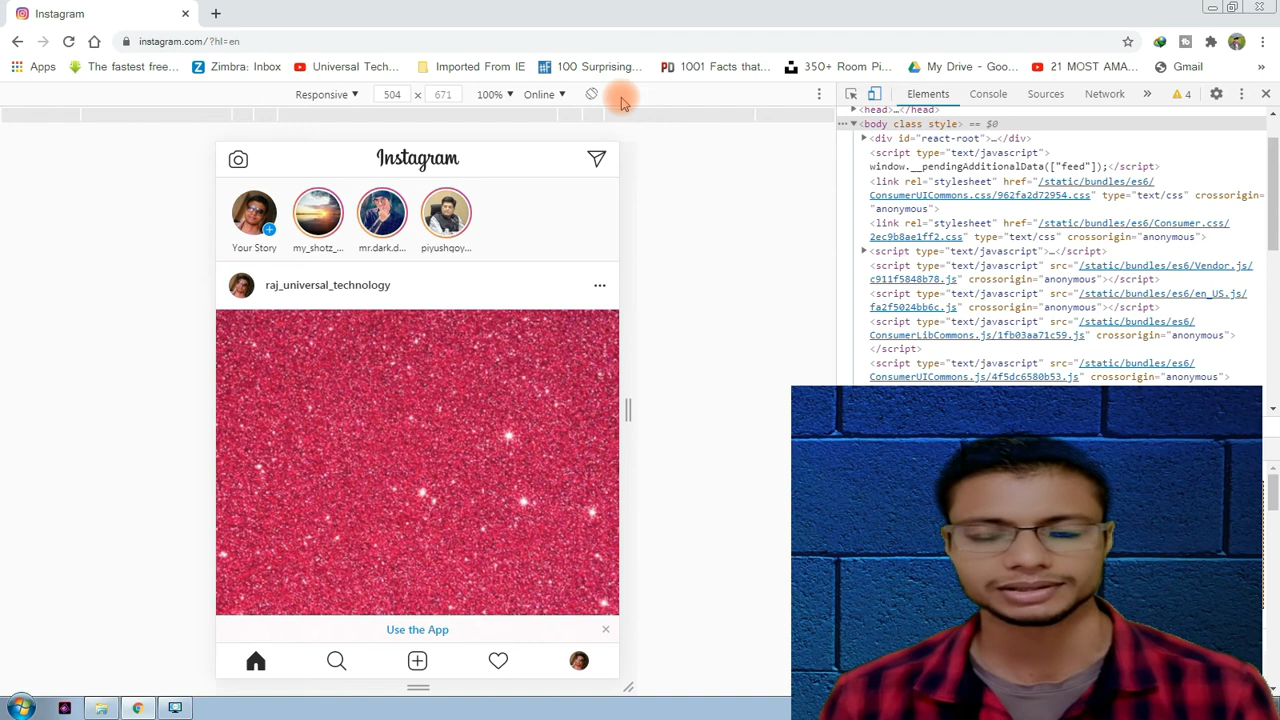 Instagram
instagram.com/?hl=en
Apps
The fastest free...
Zimbra: Inbox
Universal Tech...
Imported From IE
100 Surprising...
1001 Facts that...
350+ Room Pi...
My Drive - Goo...
21 MOST AMA...
Gmail
»
Responsive
504 × 671
100%
Online
Elements
Console
Sources
Network
»
4
<head>...</head>
...<body class style> == $0
<div id="react-root">...</div>
<script type="text/javascript">
window.__pendingAdditionalData(["feed"]);</script>
<link rel="stylesheet" href="/static/bundles/es6/
ConsumerUICommons.css/962fa2d72954.css" type="text/css" crossorigin=
"anonymous">
<link rel="stylesheet" href="/static/bundles/es6/Consumer.css/
2ec9b8ae1ff2.css" type="text/css" crossorigin="anonymous">
<script type="text/javascript">...</script>
<script type="text/javascript" src="/static/bundles/es6/Vendor.js/
c911f5848b78.js" crossorigin="anonymous"></script>
<script type="text/javascript" src="/static/bundles/es6/en_US.js/
fa2f5024bb6c.js" crossorigin="anonymous"></script>
<script type="text/javascript" src="/static/bundles/es6/
ConsumerLibCommons.js/1fb03aa71c59.js" crossorigin="anonymous">
</script>
<script type="text/javascript" src="/static/bundles/es6/
ConsumerUICommons.js/4f5dc6580b53.js" crossorigin="anonymous">
Instagram
Your Story
my_shotz_...
mr.dark.d...
piyushqoy...
raj_universal_technology
Use the App